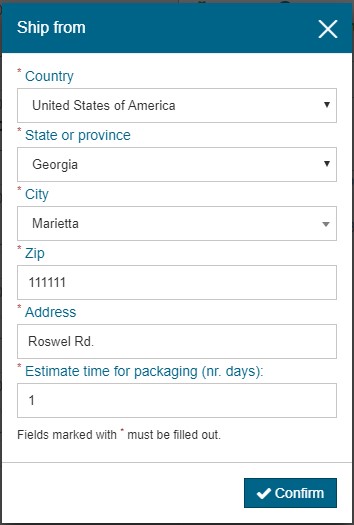 Ship from
* Country
United States of America
* State or province
Georgia
* City
Marietta
* Zip
111111
* Address
Roswel Rd.
* Estimate time for packaging (nr. days):
1
Fields marked with * must be filled out.
Confirm